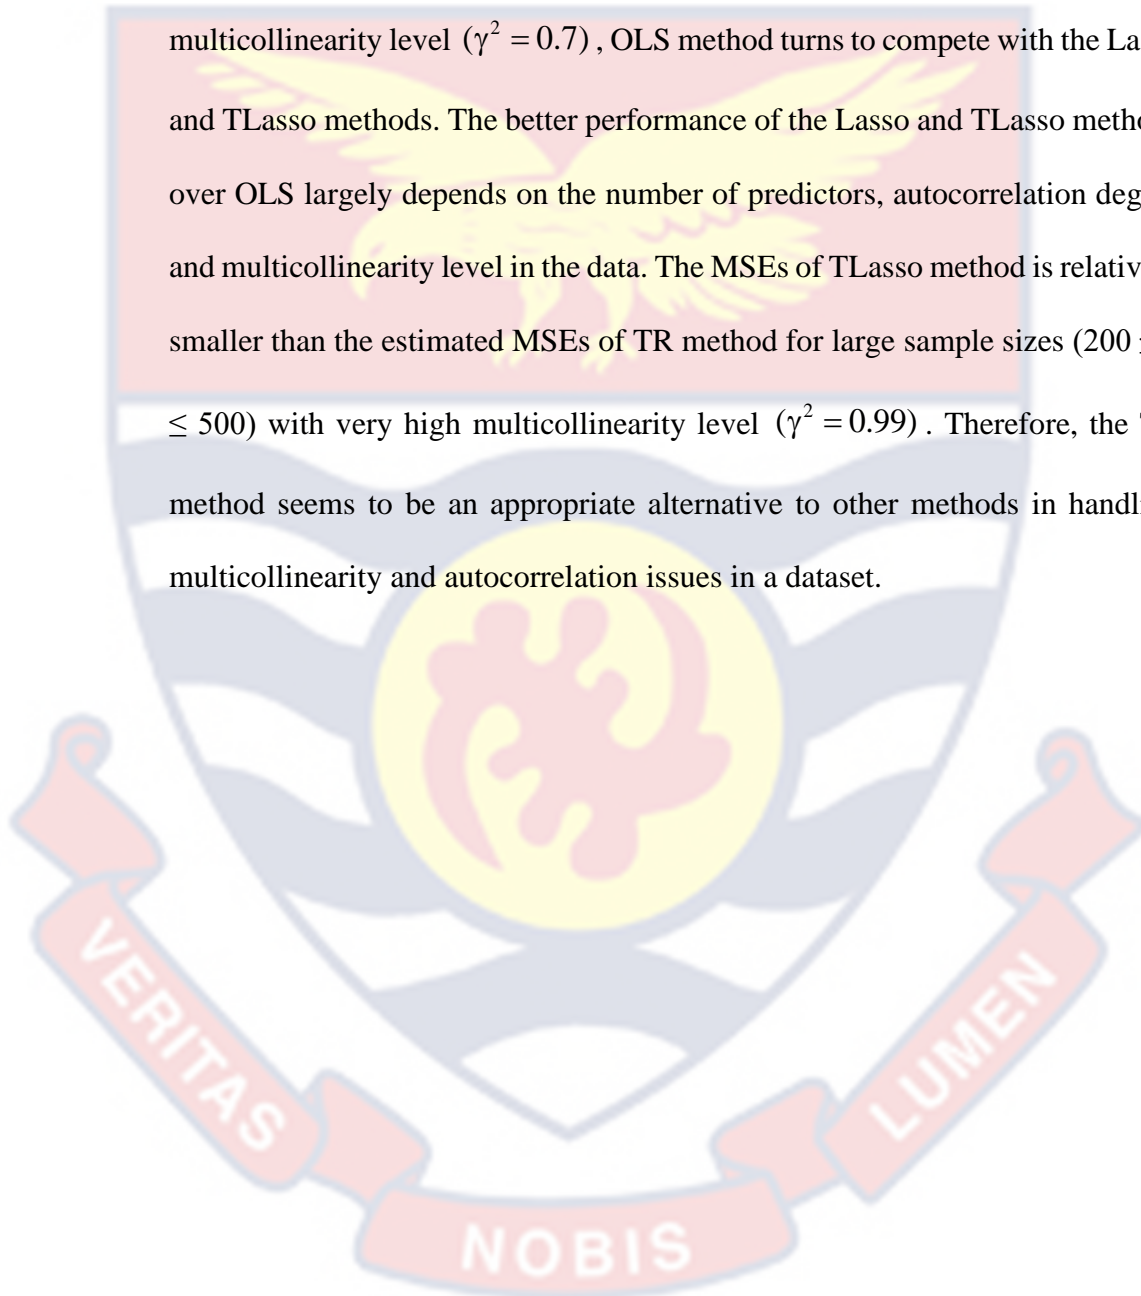 multicollinearity level (γ² = 0.7), OLS method turns to compete with the La
and TLasso methods. The better performance of the Lasso and TLasso metho
over OLS largely depends on the number of predictors, autocorrelation deg
and multicollinearity level in the data. The MSEs of TLasso method is relativ
smaller than the estimated MSEs of TR method for large sample sizes (200
≤ 500) with very high multicollinearity level (γ² = 0.99). Therefore, the
method seems to be an appropriate alternative to other methods in handl
multicollinearity and autocorrelation issues in a dataset.
VERITAS
NOBIS
LUMEN